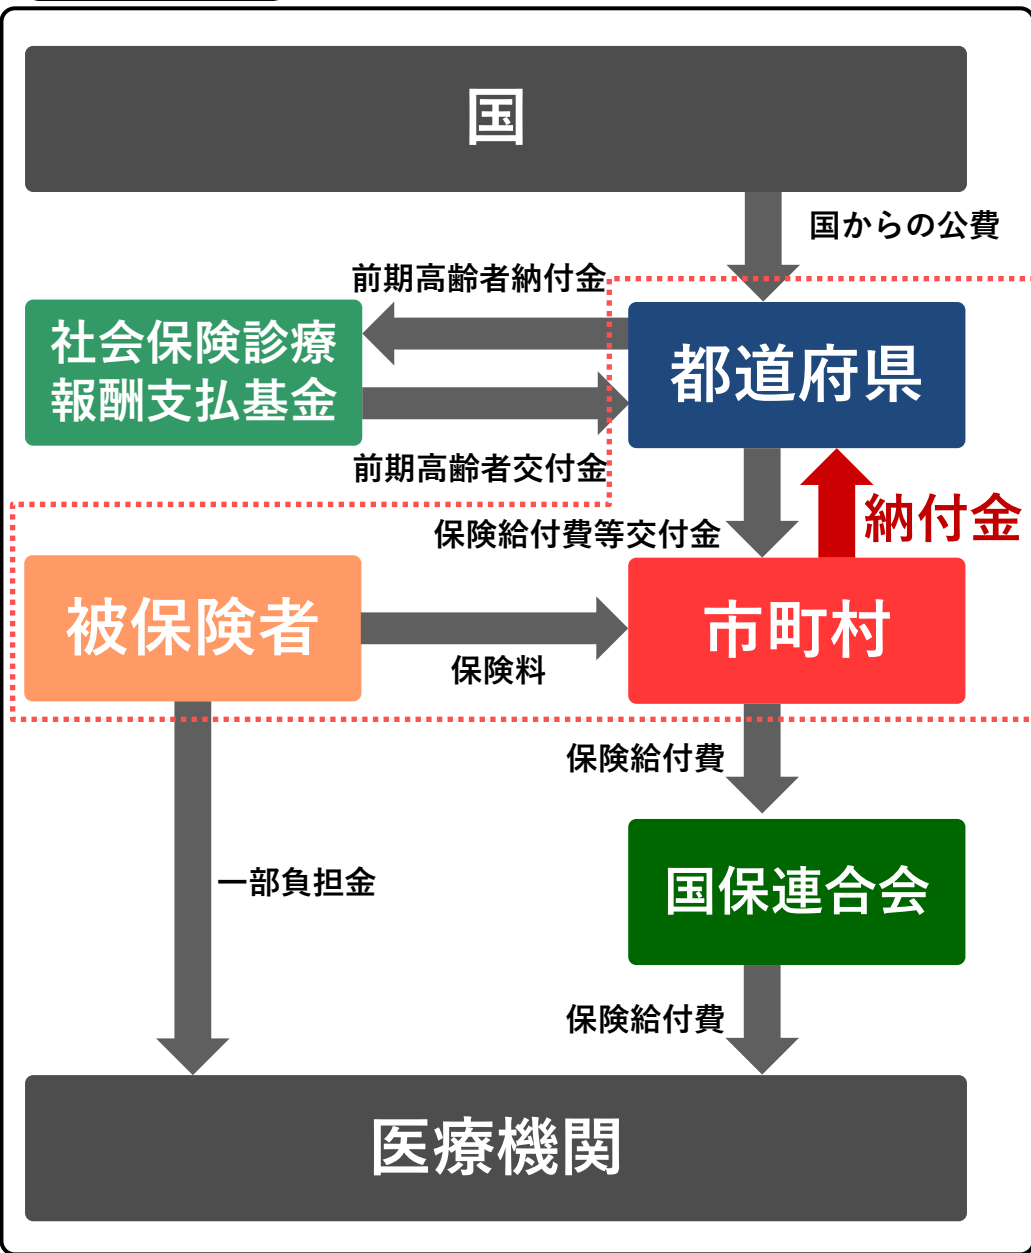 国
国からの公費
前期高齢者納付金
社会保険診療
報酬支払基金
都道府県
前期高齢者交付金
保険給付費等交付金
納付金
被保険者
保険料
市町村
保険給付費
一部負担金
国保連合会
保険給付費
医療機関